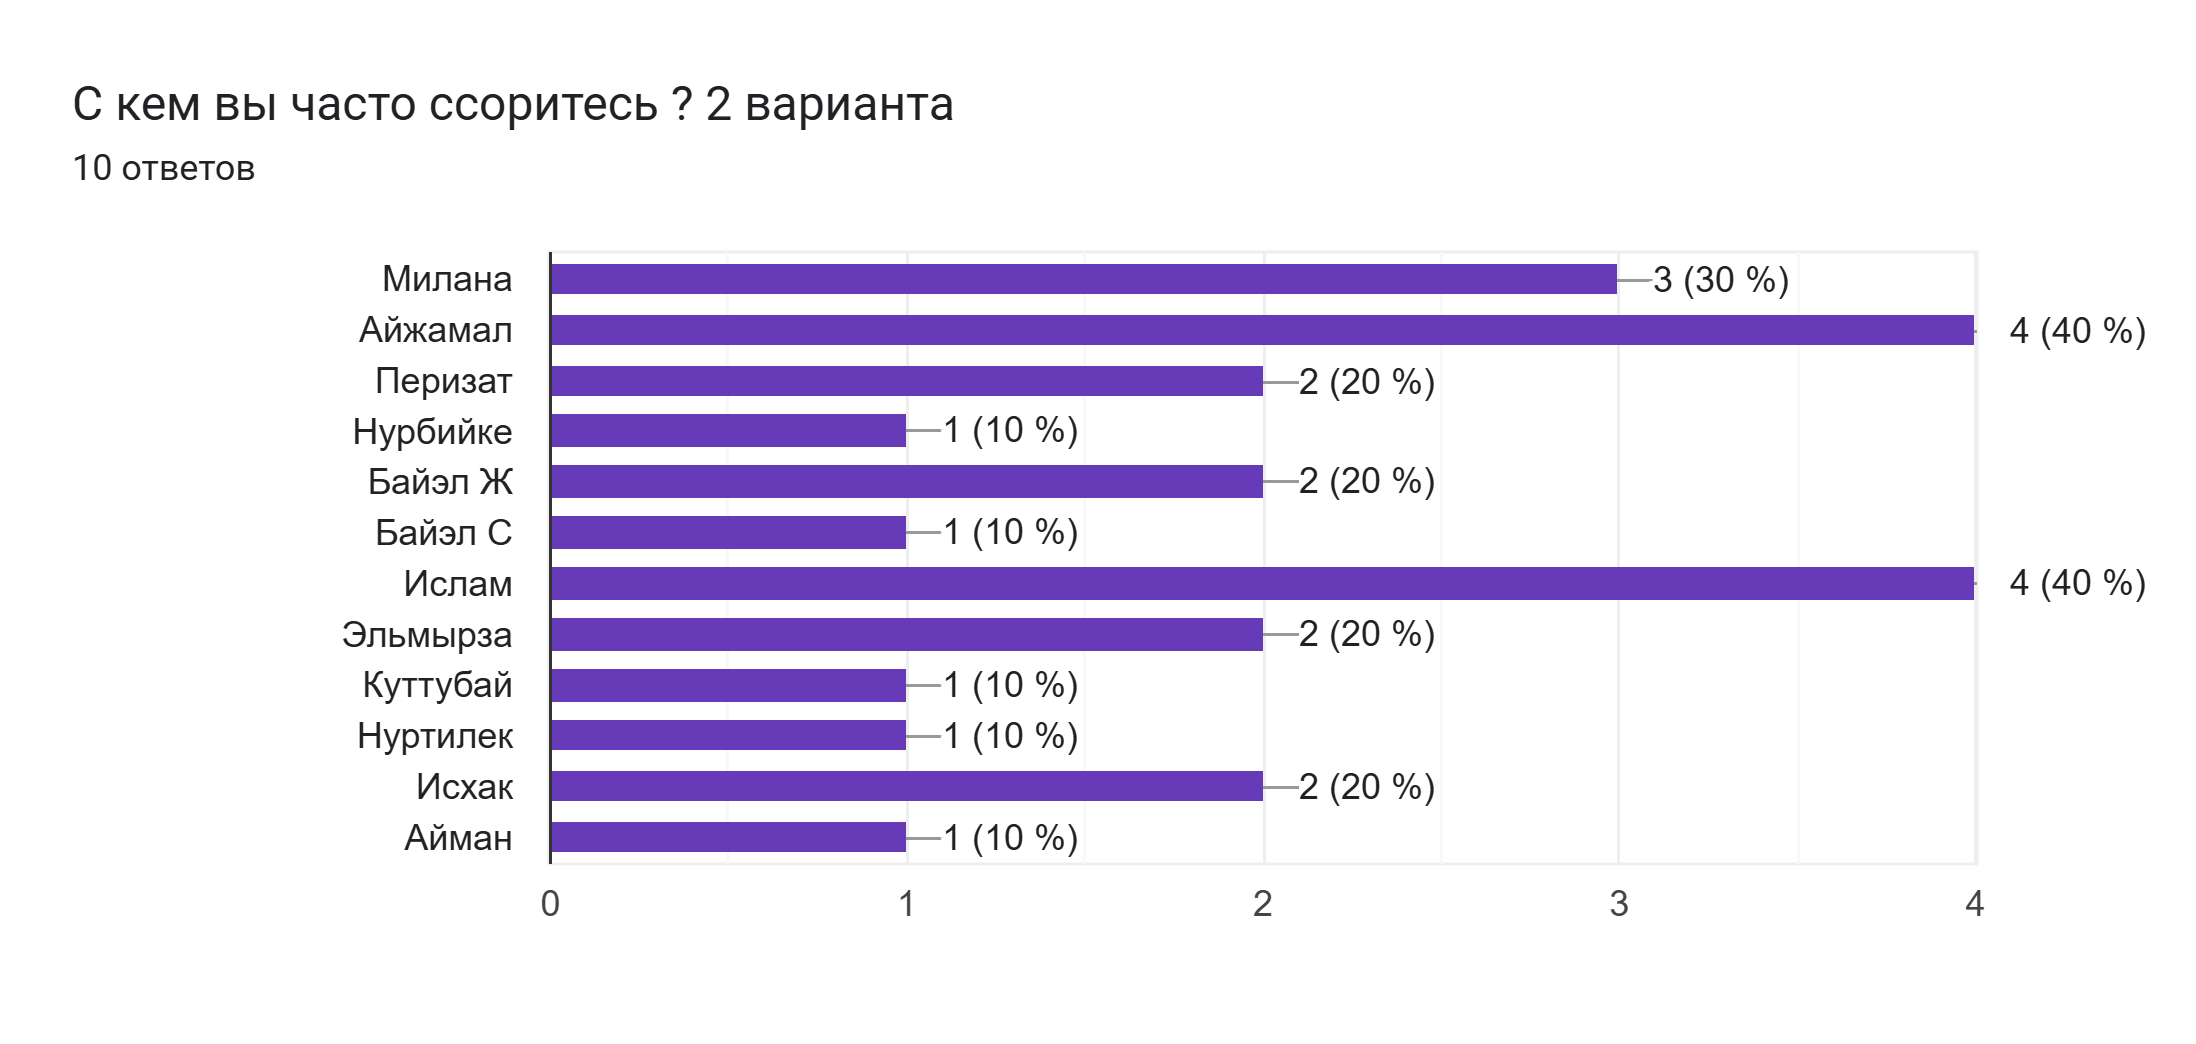 С кем вы часто ссоритесь ? 2 варианта
10 ответов
Милана 3 (30 %)
Айжамал 4 (40 %)
Перизат 2 (20 %)
Нурбийке 1 (10 %)
Байэл Ж 2 (20 %)
Байэл С 1 (10 %)
Ислам 4 (40 %)
Эльмырза 2 (20 %)
Куттубай 1 (10 %)
Нуртилек 1 (10 %)
Исхак 2 (20 %)
Айман 1 (10 %)
0 1 2 3 4